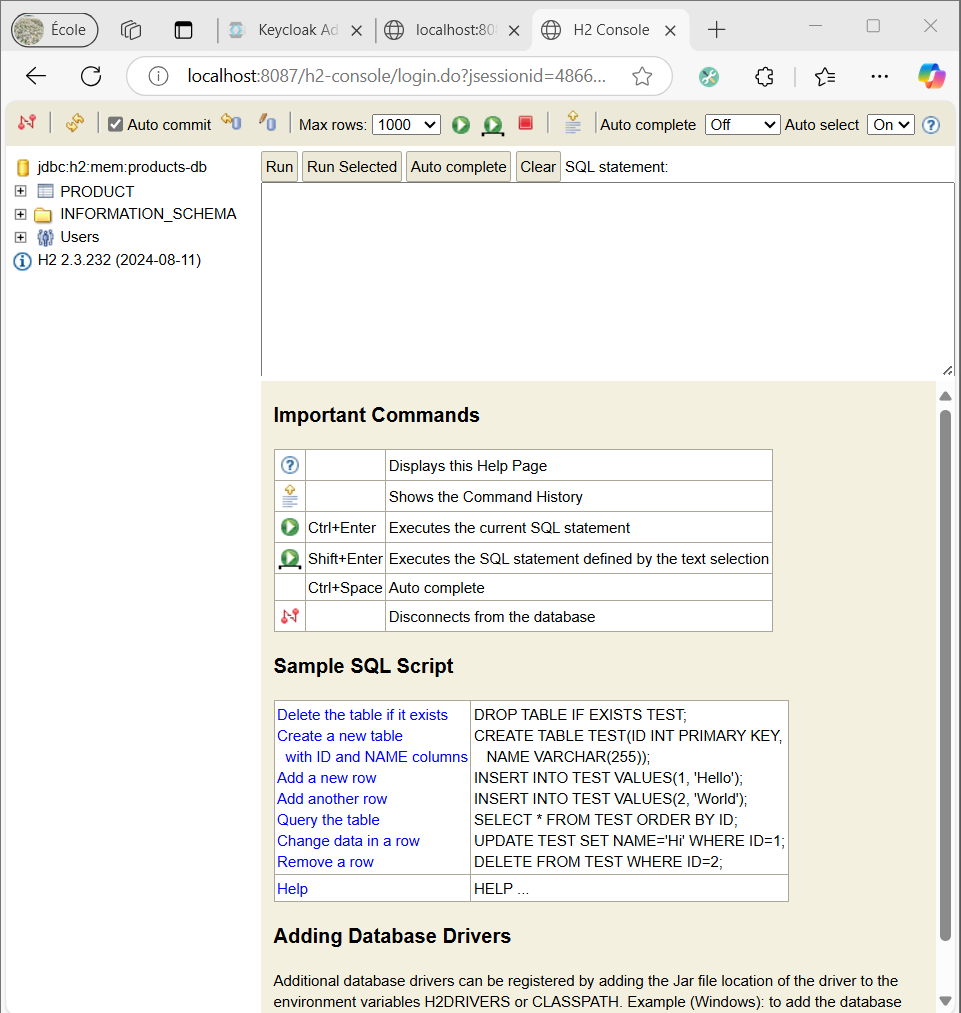 École
Keycloak Ad
localhost:808
H2 Console
localhost:8087/h2-console/login.do?jsessionid=4866...
Auto commit
Max rows: 1000
Auto complete Off
Auto select On
jdbc:h2:mem:products-db
PRODUCT
INFORMATION_SCHEMA
Users
H2 2.3.232 (2024-08-11)
Run Run Selected Auto complete Clear SQL statement:
Important Commands
Displays this Help Page
Shows the Command History
Ctrl+Enter Executes the current SQL statement
Shift+Enter Executes the SQL statement defined by the text selection
Ctrl+Space Auto complete
Disconnects from the database
Sample SQL Script
Delete the table if it exists DROP TABLE IF EXISTS TEST;
Create a new table CREATE TABLE TEST(ID INT PRIMARY KEY,
with ID and NAME columns NAME VARCHAR(255));
Add a new row INSERT INTO TEST VALUES(1, 'Hello');
Add another row INSERT INTO TEST VALUES(2, 'World');
Query the table SELECT * FROM TEST ORDER BY ID;
Change data in a row UPDATE TEST SET NAME='Hi' WHERE ID=1;
Remove a row DELETE FROM TEST WHERE ID=2;
Help HELP ...
Adding Database Drivers
Additional database drivers can be registered by adding the Jar file location of the driver to the
environment variables H2DRIVERS or CLASSPATH. Example (Windows): to add the database